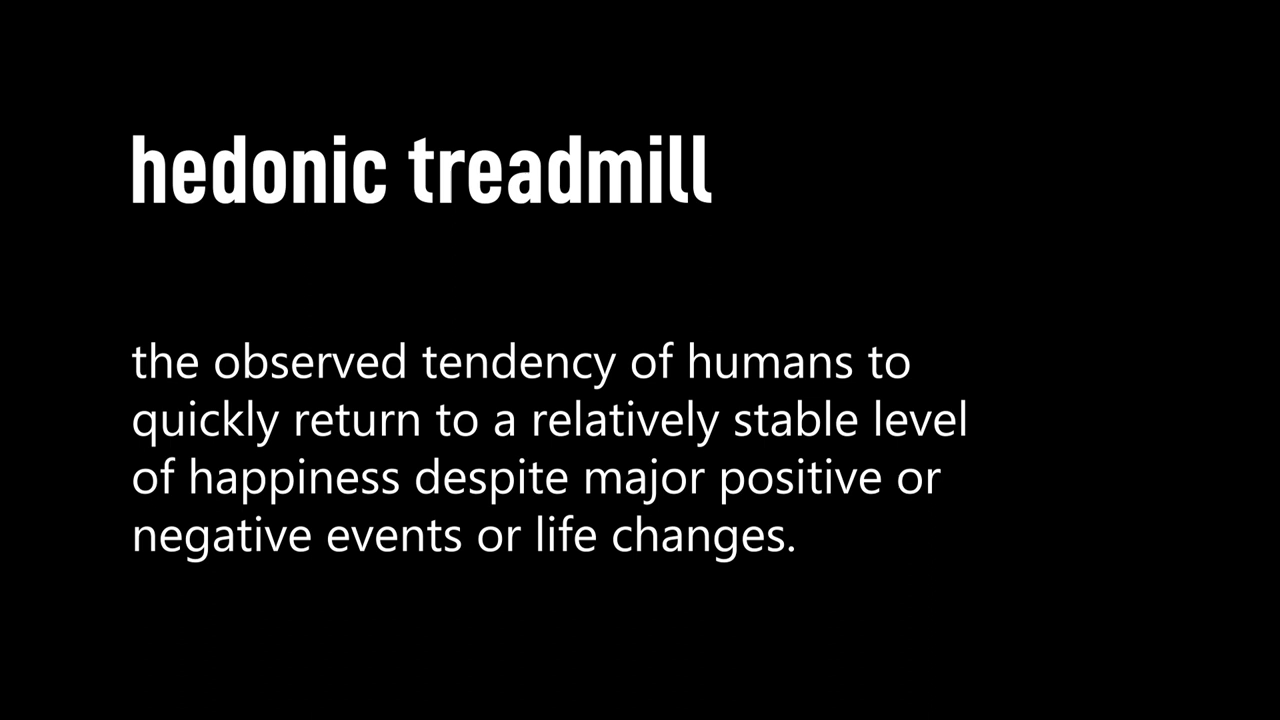 hedonic treadmill
the observed tendency of humans to
quickly return to a relatively stable level
of happiness despite major positive or
negative events or life changes.